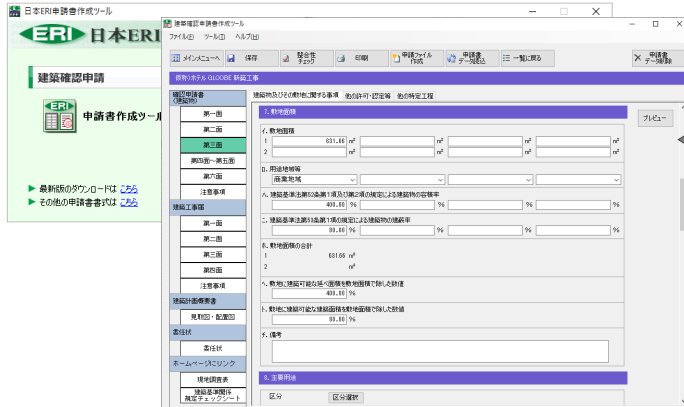 日本ERI申請書作成ツール
ERI 日本ERI
建築確認申請
ERI 申請書作成ツール
最新版のダウンロードは こちら
その他の申請書書式は こちら
建築確認申請書作成ツール
ファイル(F) ツール(T) ヘルプ(H)
メインメニューへ 保存 整合性チェック 印刷 申請ファイル作成 申請書データ読込 一覧に戻る 申請書データ削除
(仮称)ホテル GLOOBE 新築工事
確認申請書(建築物)
第一面
第二面
第三面
第四面~第五面
第六面
注意事項
建築工事届
第一面
第二面
第三面
第四面
注意事項
建築計画概要書
見取図・配置図
委任状
委任状
ホームページにリンク
現地調査表
建築基準関係規定チェックシート
建築物及びその敷地に関する事項 他の許可・認定等 他の特定工程
プレビュー
7. 敷地面積
イ. 敷地面積
1 631.66 ㎡ ㎡ ㎡ ㎡
2 ㎡ ㎡ ㎡ ㎡
ロ. 用途地域等
商業地域
ハ. 建築基準法第52条第1項及び第2項の規定による建築物の容積率
400.00 % % % %
ニ. 建築基準法第53条第1項の規定による建築物の建蔽率
80.00 % % % %
ホ. 敷地面積の合計
1 631.66 ㎡
2 ㎡
ヘ. 敷地に建築可能な延べ面積を敷地面積で除した数値
400.00 %
ト. 敷地に建築可能な建築面積を敷地面積で除した数値
80.00 %
チ. 備考
8. 主要用途
区分 区分選択